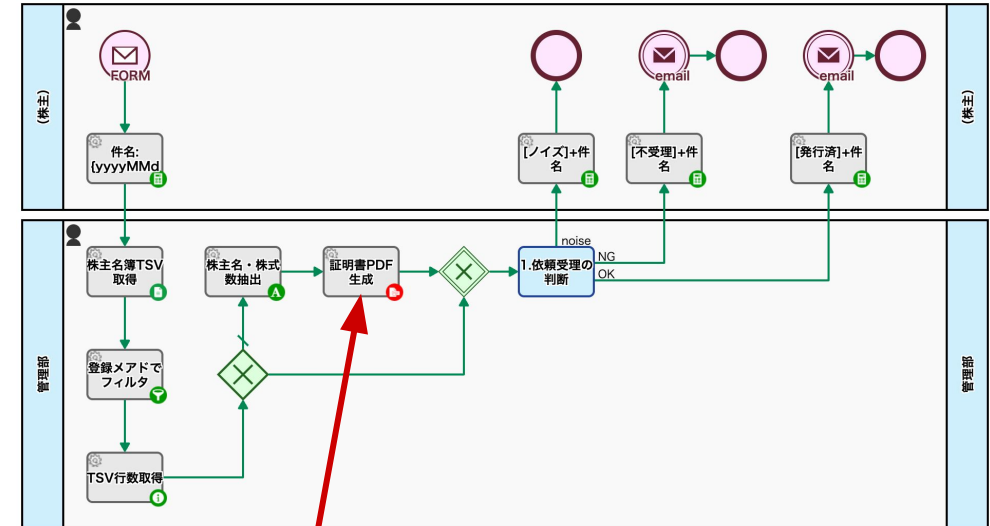 (株主)
FORM
件名:
{yyyyMMd
[ノイズ]+件
名
email
[不受理]+件
名
email
[発行済]+件
名
(株主)
管理部
株主名簿TSV
取得
登録メアドで
フィルタ
TSV行数取得
株主名・株式
数抽出
A
証明書PDF
生成
noise
1.依頼受理の
判断
NG
OK
管理部